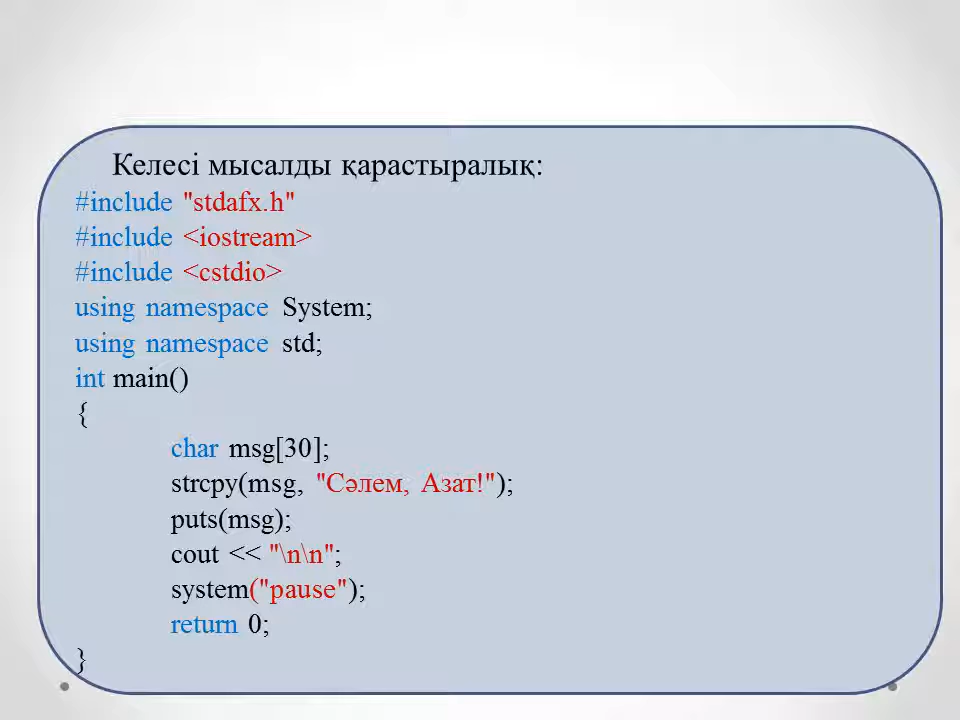 Келесі мысалды қарастыралық:
#include "stdafx.h"
#include <iostream>
#include <cstdio>
using namespace System;
using namespace std;
int main()
{
char msg[30];
strcpy(msg, "Сәлем, Азат!");
puts(msg);
cout << "\n\n";
system("pause");
return 0;
}